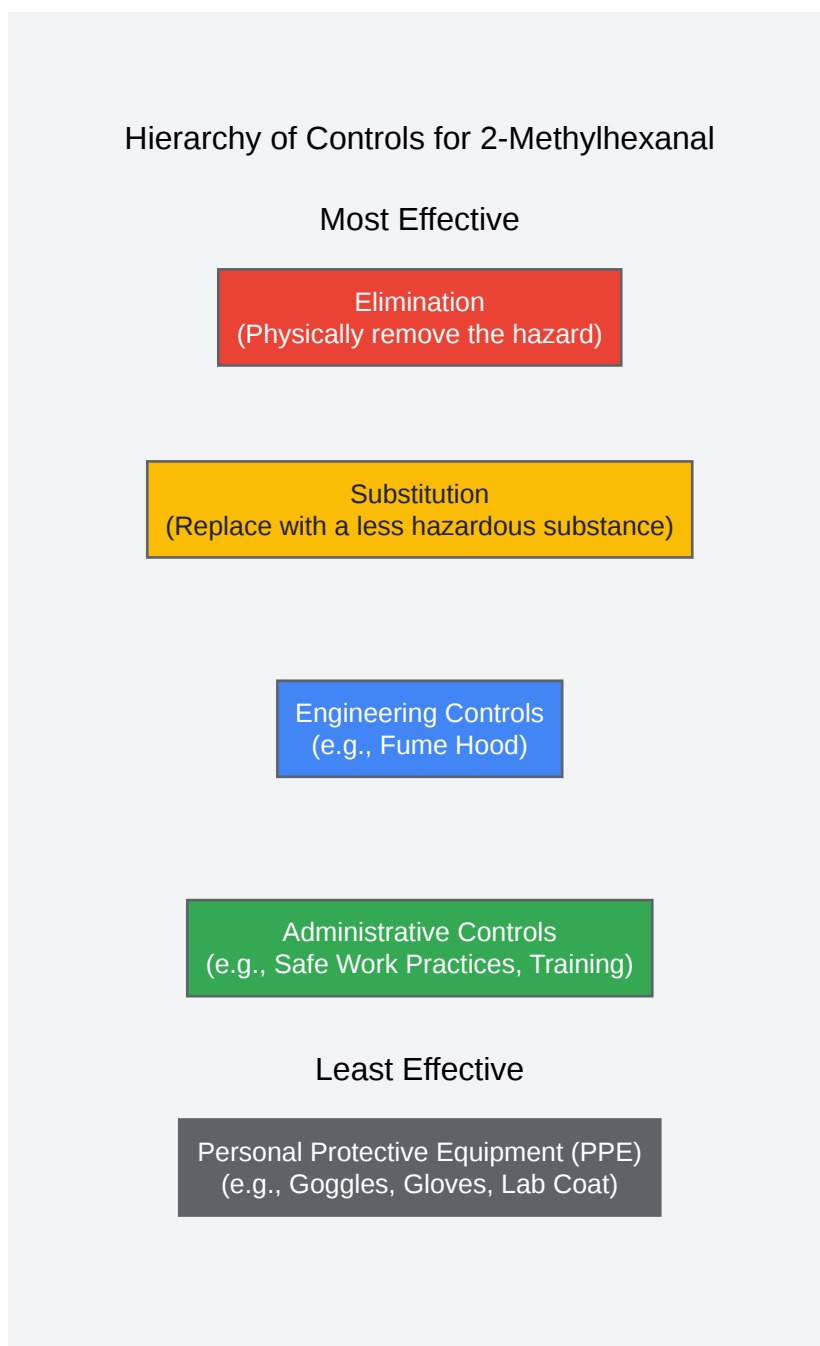 Hierarchy of Controls for 2-Methylhexanal
Most Effective
Elimination
(Physically remove the hazard)
Substitution
(Replace with a less hazardous substance)
Engineering Controls
(e.g., Fume Hood)
Administrative Controls
(e.g., Safe Work Practices, Training)
Least Effective
Personal Protective Equipment (PPE)
(e.g., Goggles, Gloves, Lab Coat)